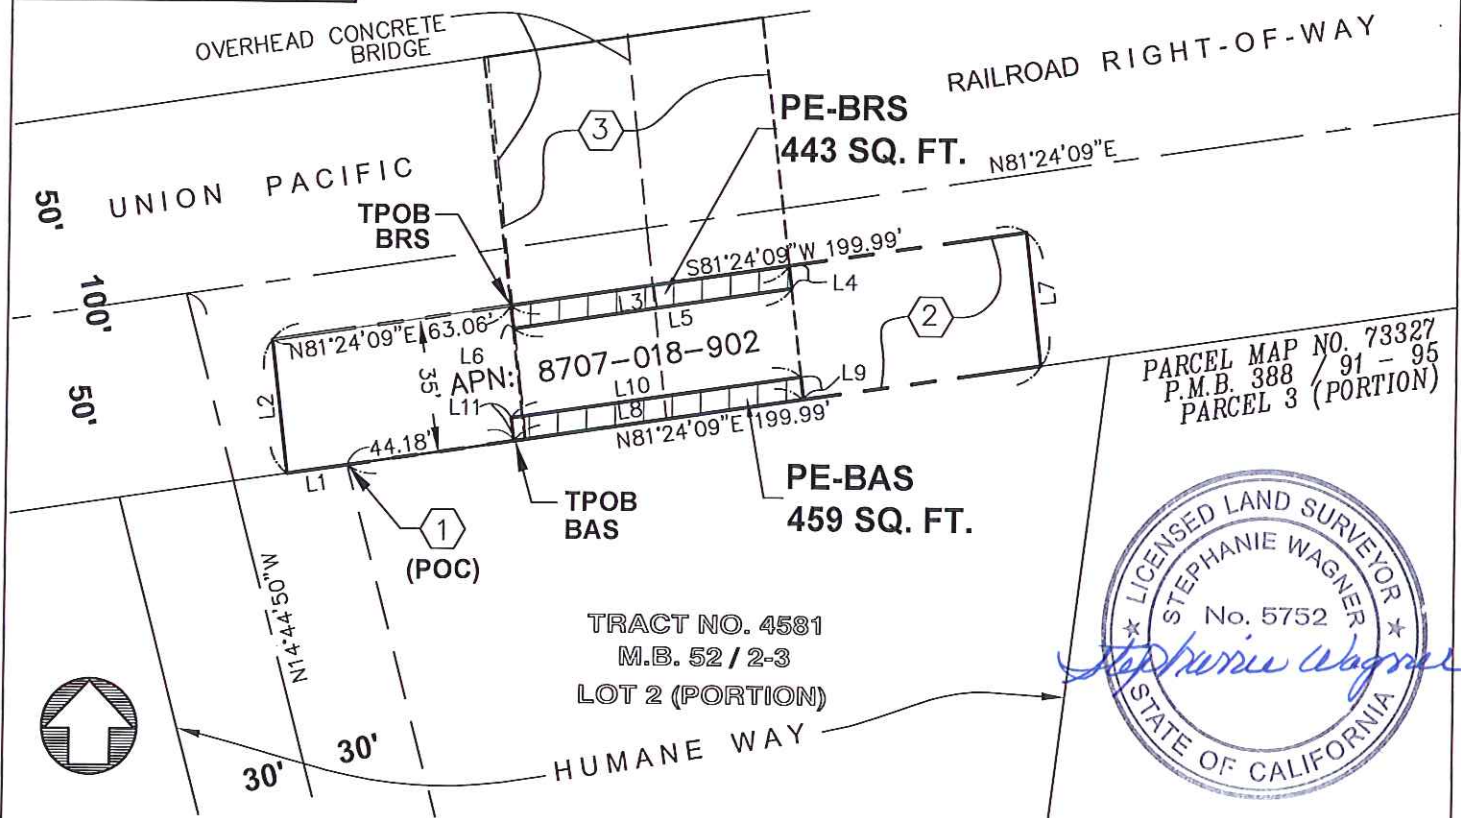 OVERHEAD CONCRETE
BRIDGE
RAILROAD RIGHT-OF-WAY
3
PE-BRS
443 SQ. FT.
N81°24'09"E
UNION PACIFIC
50'
TPOB
BRS
S81°24'09"W 199.99'
100'
L3
L4
L5
L7
N81°24'09"E 63.06'
2
L6
35'
APN: 8707-018-902
PARCEL MAP NO. 73327
P.M.B. 388 / 91 - 95
PARCEL 3 (PORTION)
L2
50'
L11
L10
L9
L8
N81°24'09"E 199.99'
44.18'
L1
PE-BAS
459 SQ. FT.
TPOB
BAS
1
(POC)
N14°44'50"W
LICENSED LAND SURVEYOR
STEPHANIE WAGNER
No. 5752
Stephanie Wagner
STATE OF CALIFORNIA
TRACT NO. 4581
M.B. 52 / 2-3
LOT 2 (PORTION)
30'
30'
HUMANE WAY